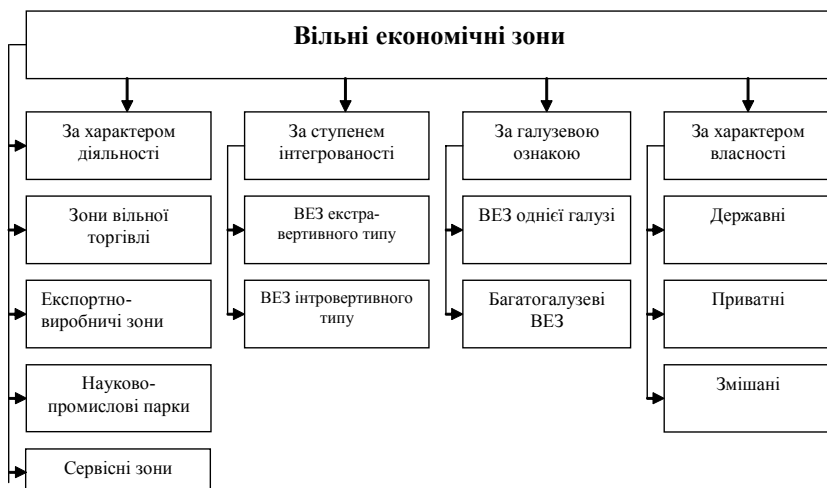 Вільні економічні зони
За характером
діяльності
Зони вільної
торгівлі
Експортно-
виробничі зони
Науково-
промислові парки
Сервісні зони
За ступенем
інтегрованості
ВЕЗ екстра-
вертивного типу
ВЕЗ інтровертивного
типу
За галузевою
ознакою
ВЕЗ однієї галузі
Багатогалузеві
ВЕЗ
За характером
власності
Державні
Приватні
Змішані